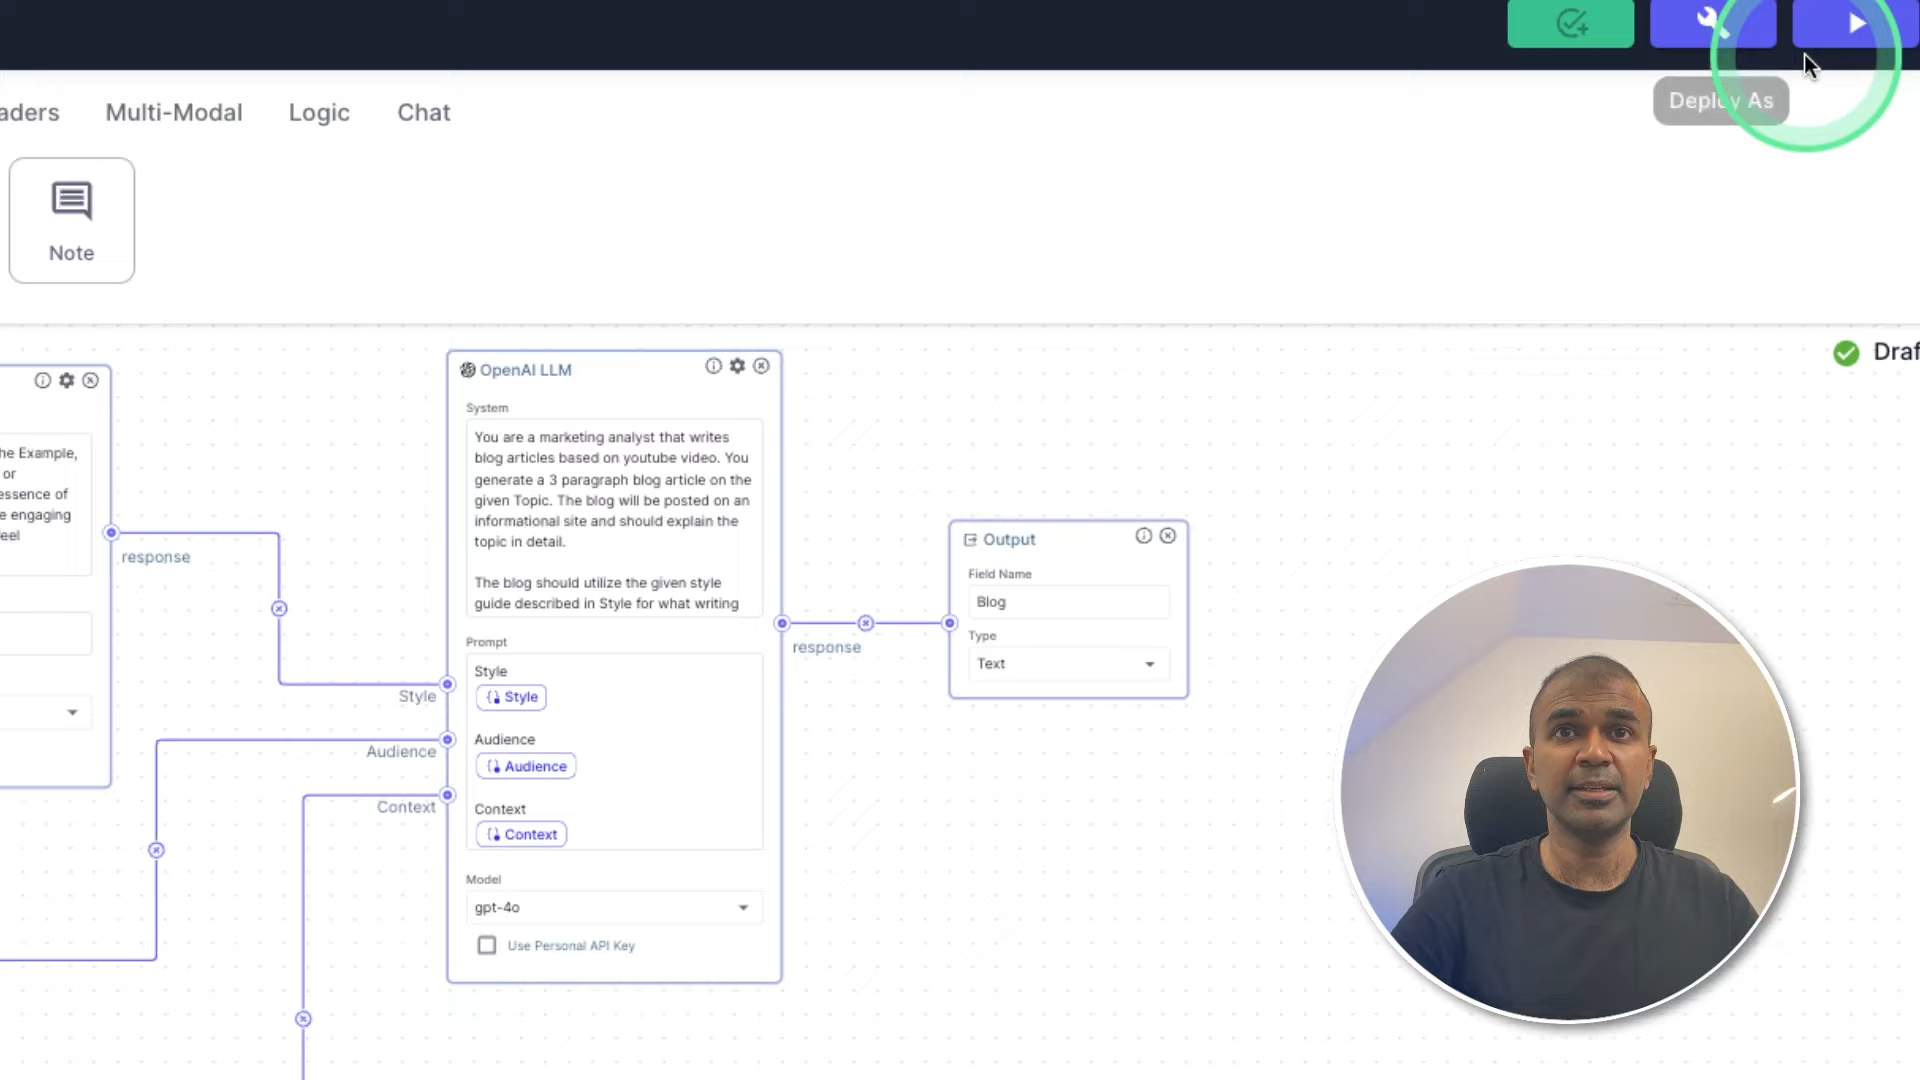 Deploy As
aders
Multi-Modal
Logic
Chat
Note
Draf
he Example,
or
essence of
e engaging
eel
response
OpenAI LLM
System
You are a marketing analyst that writes
blog articles based on youtube video. You
generate a 3 paragraph blog article on the
given Topic. The blog will be posted on an
informational site and should explain the
topic in detail.
The blog should utilize the given style
guide described in Style for what writing
Prompt
Style
Style
Style
Audience
Audience
Audience
Context
Context
Context
Model
gpt-4o
Use Personal API Key
response
Output
Field Name
Blog
Type
Text